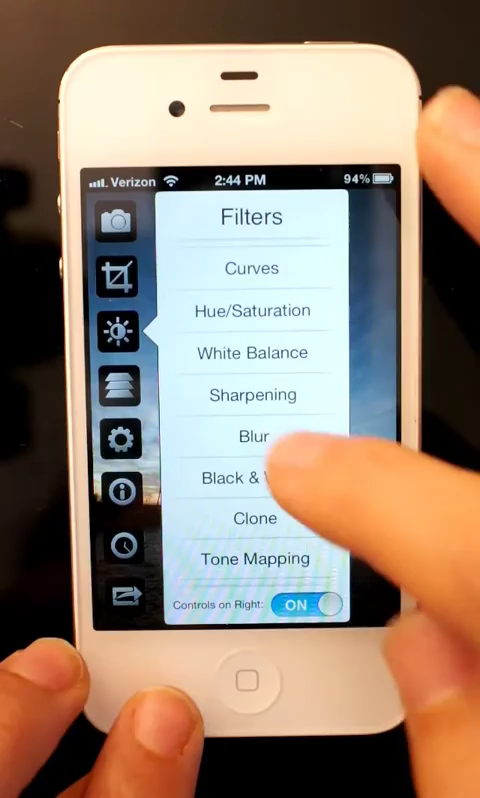 Verizon 2:44 PM 94%
Filters
Curves
Hue/Saturation
White Balance
Sharpening
Blur
Black &
Clone
Tone Mapping
Controls on Right: ON